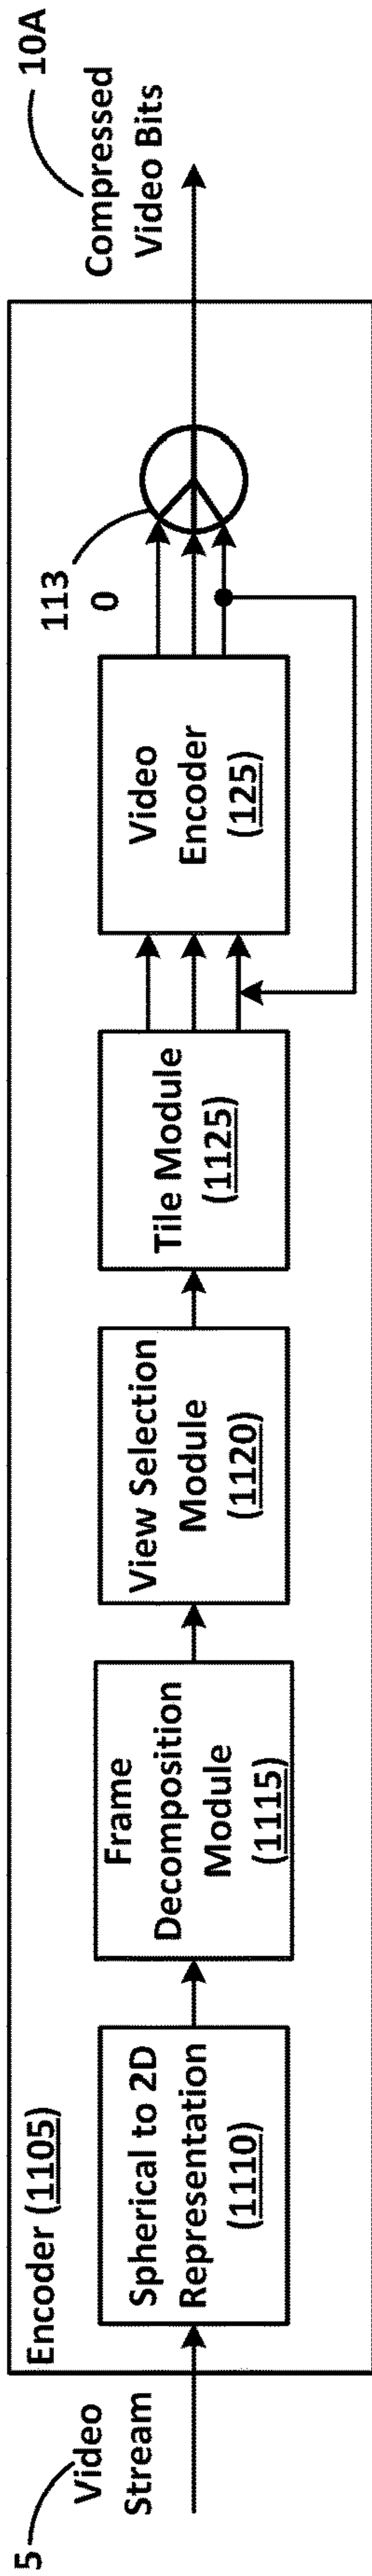 5
Video
Stream
Encoder (1105)
Spherical to 2D
Representation
(1110)
Frame
Decomposition
Module
(1115)
View Selection
Module
(1120)
Tile Module
(1125)
Video
Encoder
(125)
113
0
Compressed
Video Bits
10A